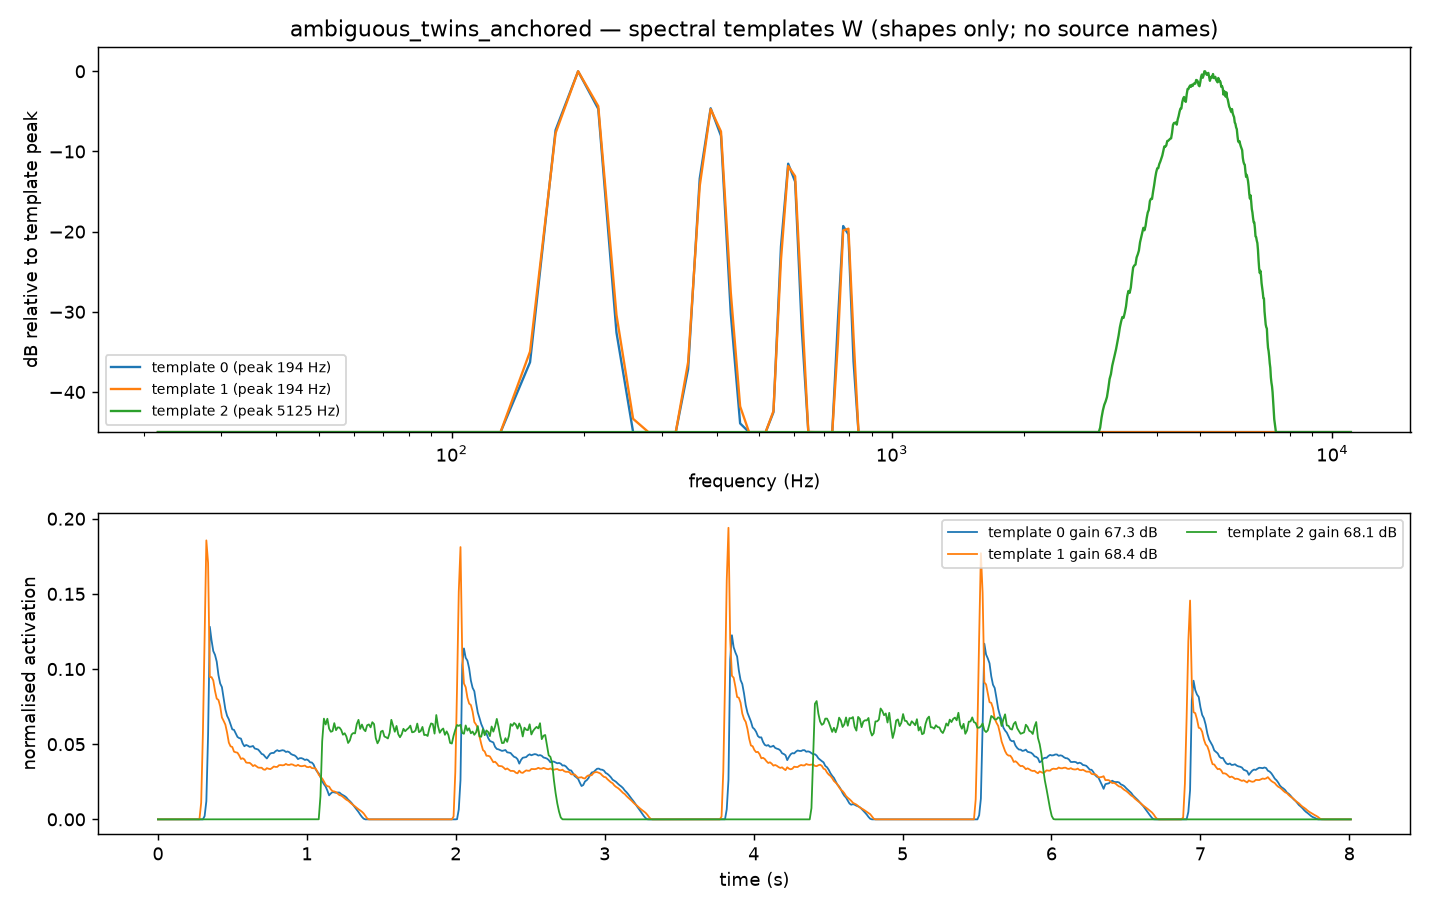 ambiguous_twins_anchored — spectral templates W (shapes only; no source names)
dB relative to template peak
0
−10
−20
−30
−40
template 0 (peak 194 Hz)
template 1 (peak 194 Hz)
template 2 (peak 5125 Hz)
10²
10³
10⁴
frequency (Hz)
normalised activation
0.20
0.15
0.10
0.05
0.00
template 0 gain 67.3 dB
template 1 gain 68.4 dB
template 2 gain 68.1 dB
0 1 2 3 4 5 6 7 8
time (s)